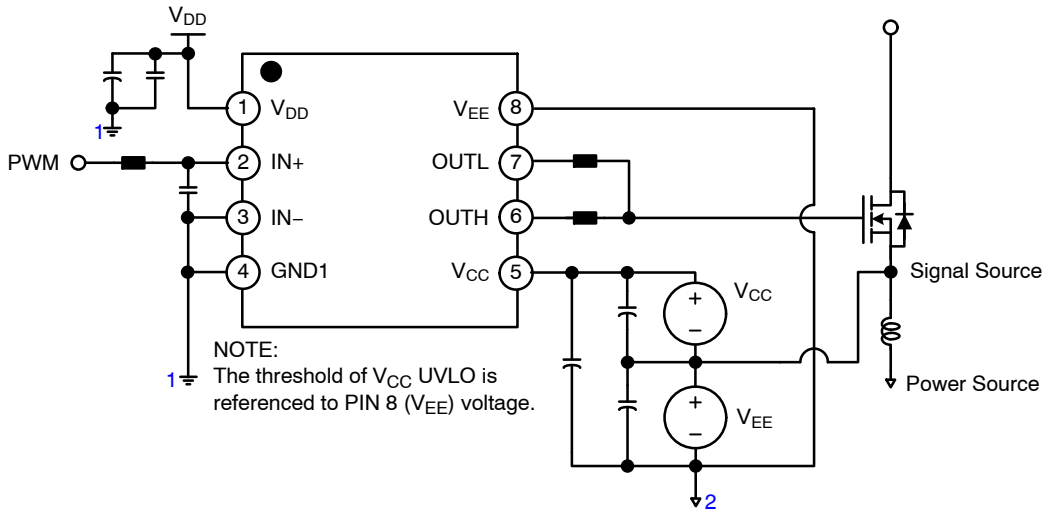 VDD
1
PWM
1 VDD
2 IN+
3 IN−
4 GND1
VEE 8
OUTL 7
OUTH 6
VCC 5
1
NOTE:
The threshold of VCC UVLO is
referenced to PIN 8 (VEE) voltage.
+
−
VCC
+
−
VEE
2
Signal Source
Power Source